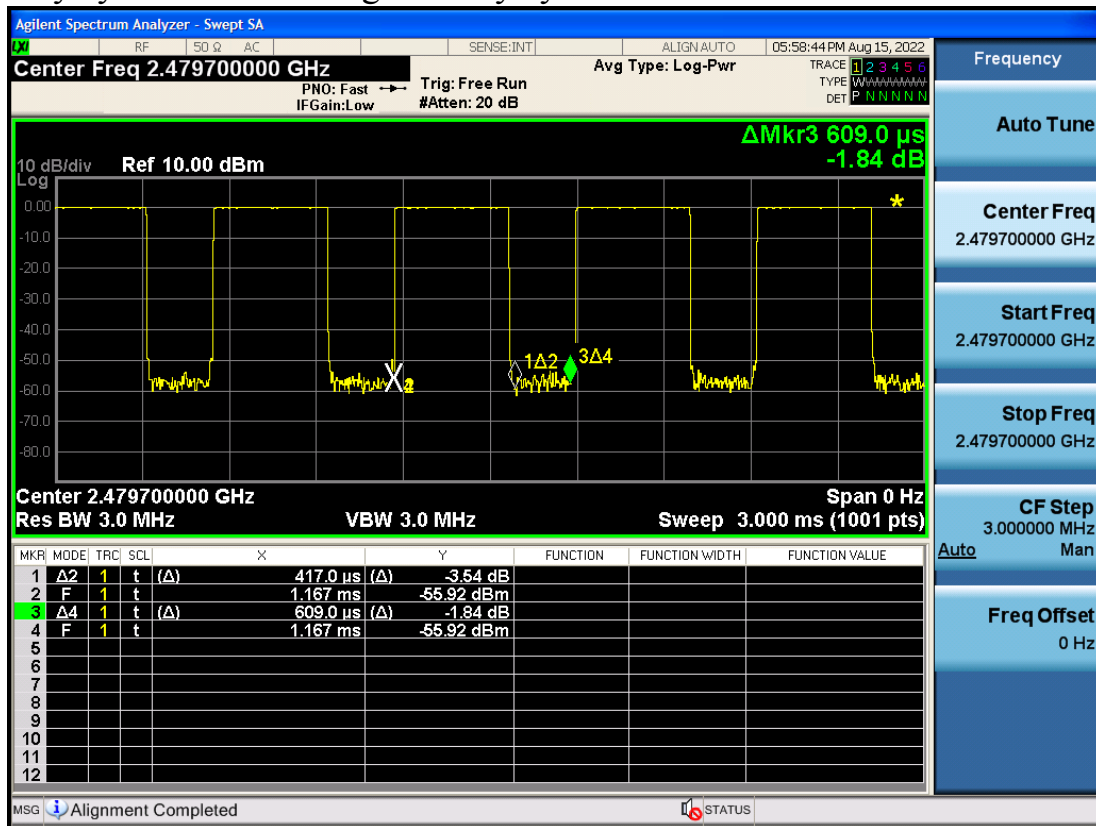 Agilent Spectrum Analyzer - Swept SA
LXI RF 50 Ω AC SENSE:INT ALIGN AUTO 05:58:44 PM Aug 15, 2022
Center Freq 2.479700000 GHz Avg Type: Log-Pwr TRACE 1 2 3 4 5 6
PNO: Fast Trig: Free Run TYPE WWWWWW
IFGain:Low #Atten: 20 dB DET P N N N N N
ΔMkr3 609.0 µs
10 dB/div Ref 10.00 dBm -1.84 dB
Log
0.00
-10.0
-20.0
-30.0
-40.0
-50.0
1Δ2 3Δ4
-60.0
-70.0
-80.0
Center 2.479700000 GHz Span 0 Hz
Res BW 3.0 MHz VBW 3.0 MHz Sweep 3.000 ms (1001 pts)
MKR MODE TRC SCL X Y FUNCTION FUNCTION WIDTH FUNCTION VALUE
1 Δ2 1 t (Δ) 417.0 µs (Δ) -3.54 dB
2 F 1 t 1.167 ms -55.92 dBm
3 Δ4 1 t (Δ) 609.0 µs (Δ) -1.84 dB
4 F 1 t 1.167 ms -55.92 dBm
5
6
7
8
9
10
11
12
MSG Alignment Completed STATUS
Frequency
Auto Tune
Center Freq
2.479700000 GHz
Start Freq
2.479700000 GHz
Stop Freq
2.479700000 GHz
CF Step
3.000000 MHz
Auto Man
Freq Offset
0 Hz